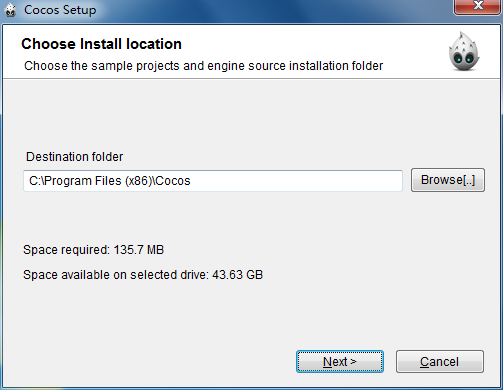 Cocos Setup
Choose Install location
Choose the sample projects and engine source installation folder
Destination folder
C:\Program Files (x86)\Cocos
Browse[..]
Space required: 135.7 MB
Space available on selected drive: 43.63 GB
Next >
Cancel